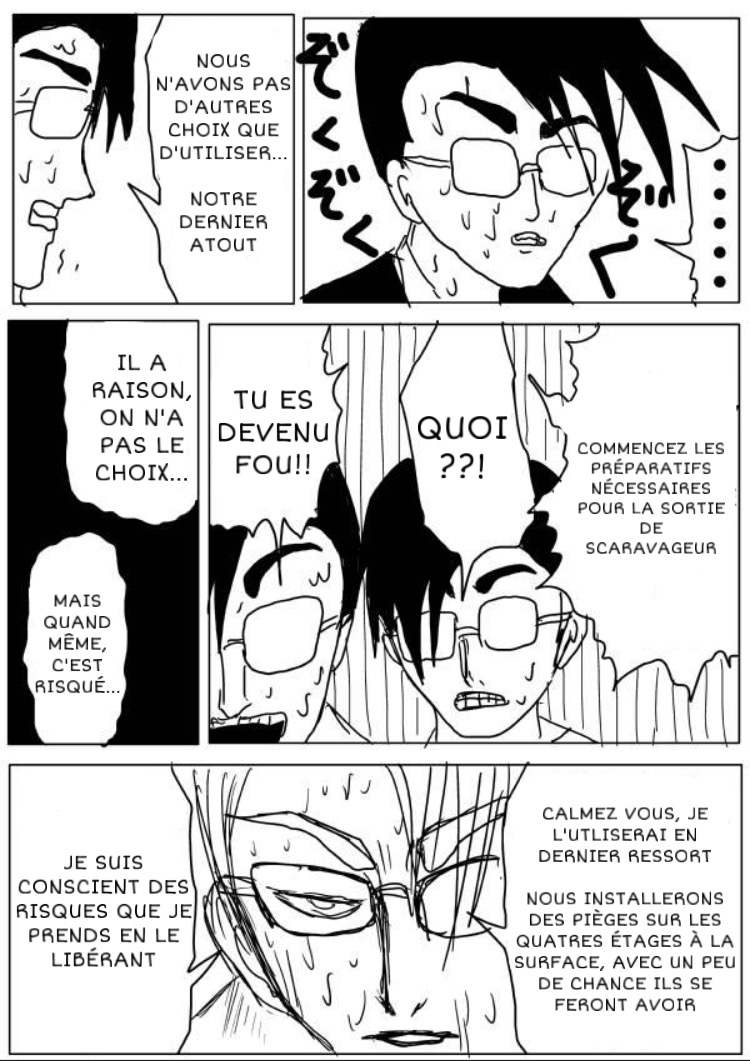 ぞくぞく
ぞく
.....
NOUS
N'AVONS PAS
D'AUTRES
CHOIX QUE
D'UTILISER...
NOTRE
DERNIER
ATOUT
COMMENCEZ LES
PRÉPARATIFS
NÉCESSAIRES
POUR LA SORTIE
DE
SCARAVAGEUR
QUOI
??!
TU ES
DEVENU
FOU!!
IL A
RAISON,
ON N'A
PAS LE
CHOIX...
MAIS
QUAND
MÊME,
C'EST
RISQUÉ...
CALMEZ VOUS, JE
L'UTLISERAI EN
DERNIER RESSORT
NOUS INSTALLERONS
DES PIÈGES SUR LES
QUATRES ÉTAGES À LA
SURFACE, AVEC UN PEU
DE CHANCE ILS SE
FERONT AVOIR
JE SUIS
CONSCIENT DES
RISQUES QUE JE
PRENDS EN LE
LIBÉRANT